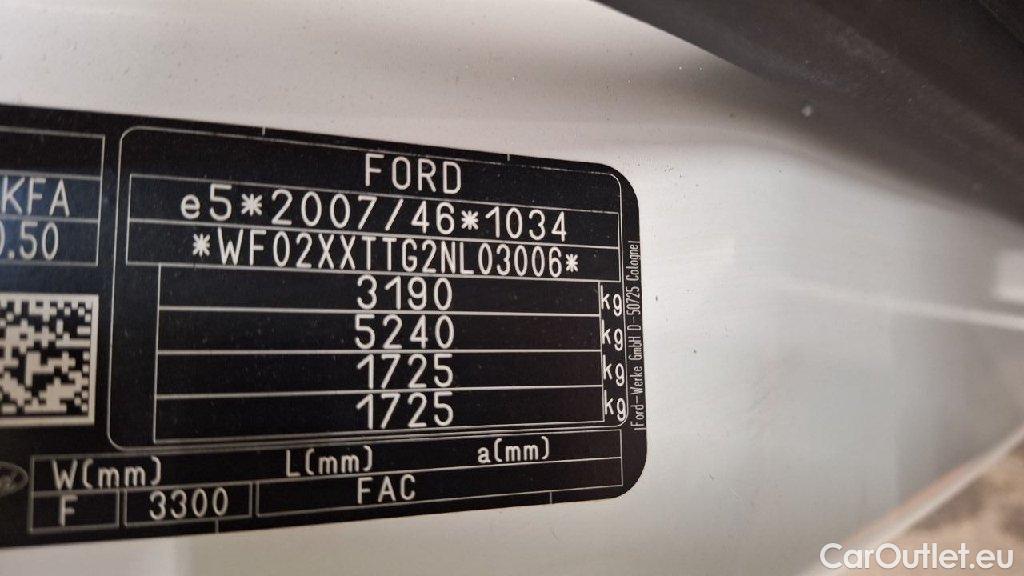 FORD
e5*2007/46*1034
*WF02XXTTG2NL03006*
3190 kg
5240 kg
1725 kg
1725 kg
KFA
0.50
Ford-Werke GmbH D-50725 Cologne
W(mm) L(mm) a(mm)
F 3300 FAC
CarOutlet.eu